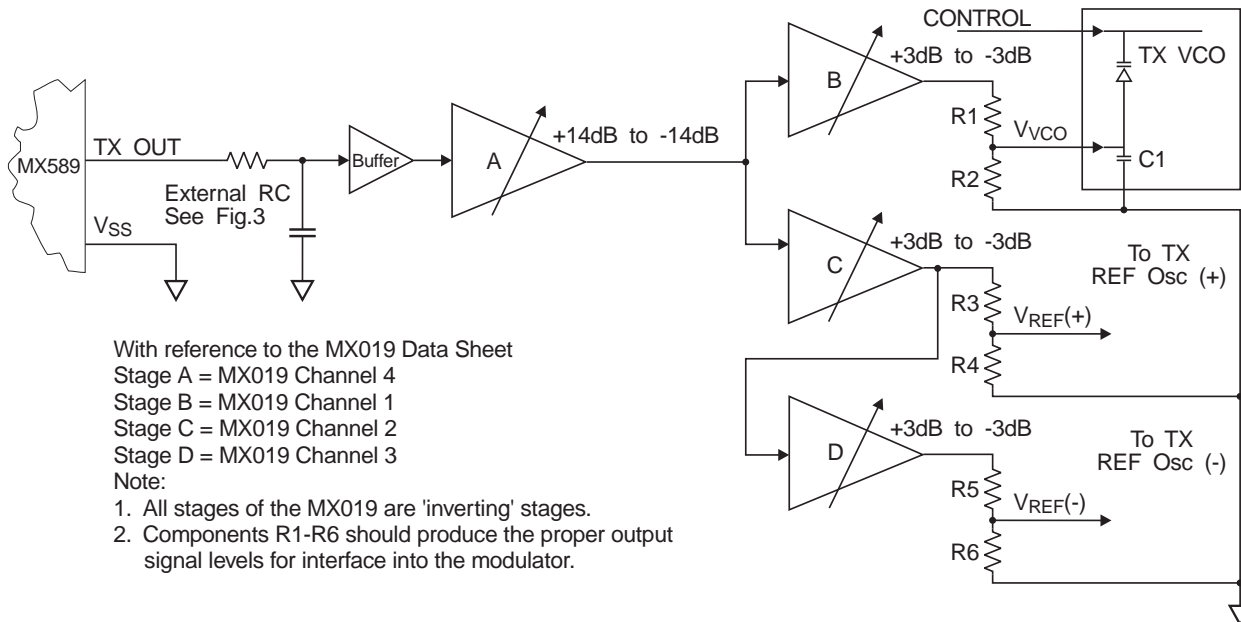 CONTROL
+3dB to -3dB
TX VCO
B
R1
MX589
TX OUT
+14dB to -14dB
VVCO
Buffer
A
C1
R2
External RC
See Fig.3
VSS
+3dB to -3dB
To TX
REF Osc (+)
C
R3
VREF(+)
R4
With reference to the MX019 Data Sheet
Stage A = MX019 Channel 4
Stage B = MX019 Channel 1
Stage C = MX019 Channel 2
Stage D = MX019 Channel 3
Note:
1. All stages of the MX019 are 'inverting' stages.
2. Components R1-R6 should produce the proper output
signal levels for interface into the modulator.
+3dB to -3dB
To TX
REF Osc (-)
D
R5
VREF(-)
R6